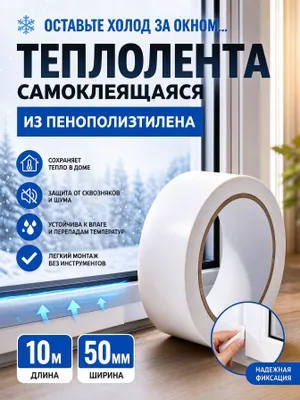 ОСТАВЬТЕ ХОЛОД ЗА ОКНОМ...
ТЕПЛОЛЕНТА
САМОКЛЕЯЩАЯСЯ
ИЗ ПЕНОПОЛИЭТИЛЕНА
СОХРАНЯЕТ
ТЕПЛО В ДОМЕ
ЗАЩИТА ОТ СКВОЗНЯКОВ
И ШУМА
УСТОЙЧИВА К ВЛАГЕ
И ПЕРЕПАДАМ ТЕМПЕРАТУР
ЛЕГКИЙ МОНТАЖ
БЕЗ ИНСТРУМЕНТОВ
10М
ДЛИНА
50ММ
ШИРИНА
НАДЕЖНАЯ
ФИКСАЦИЯ